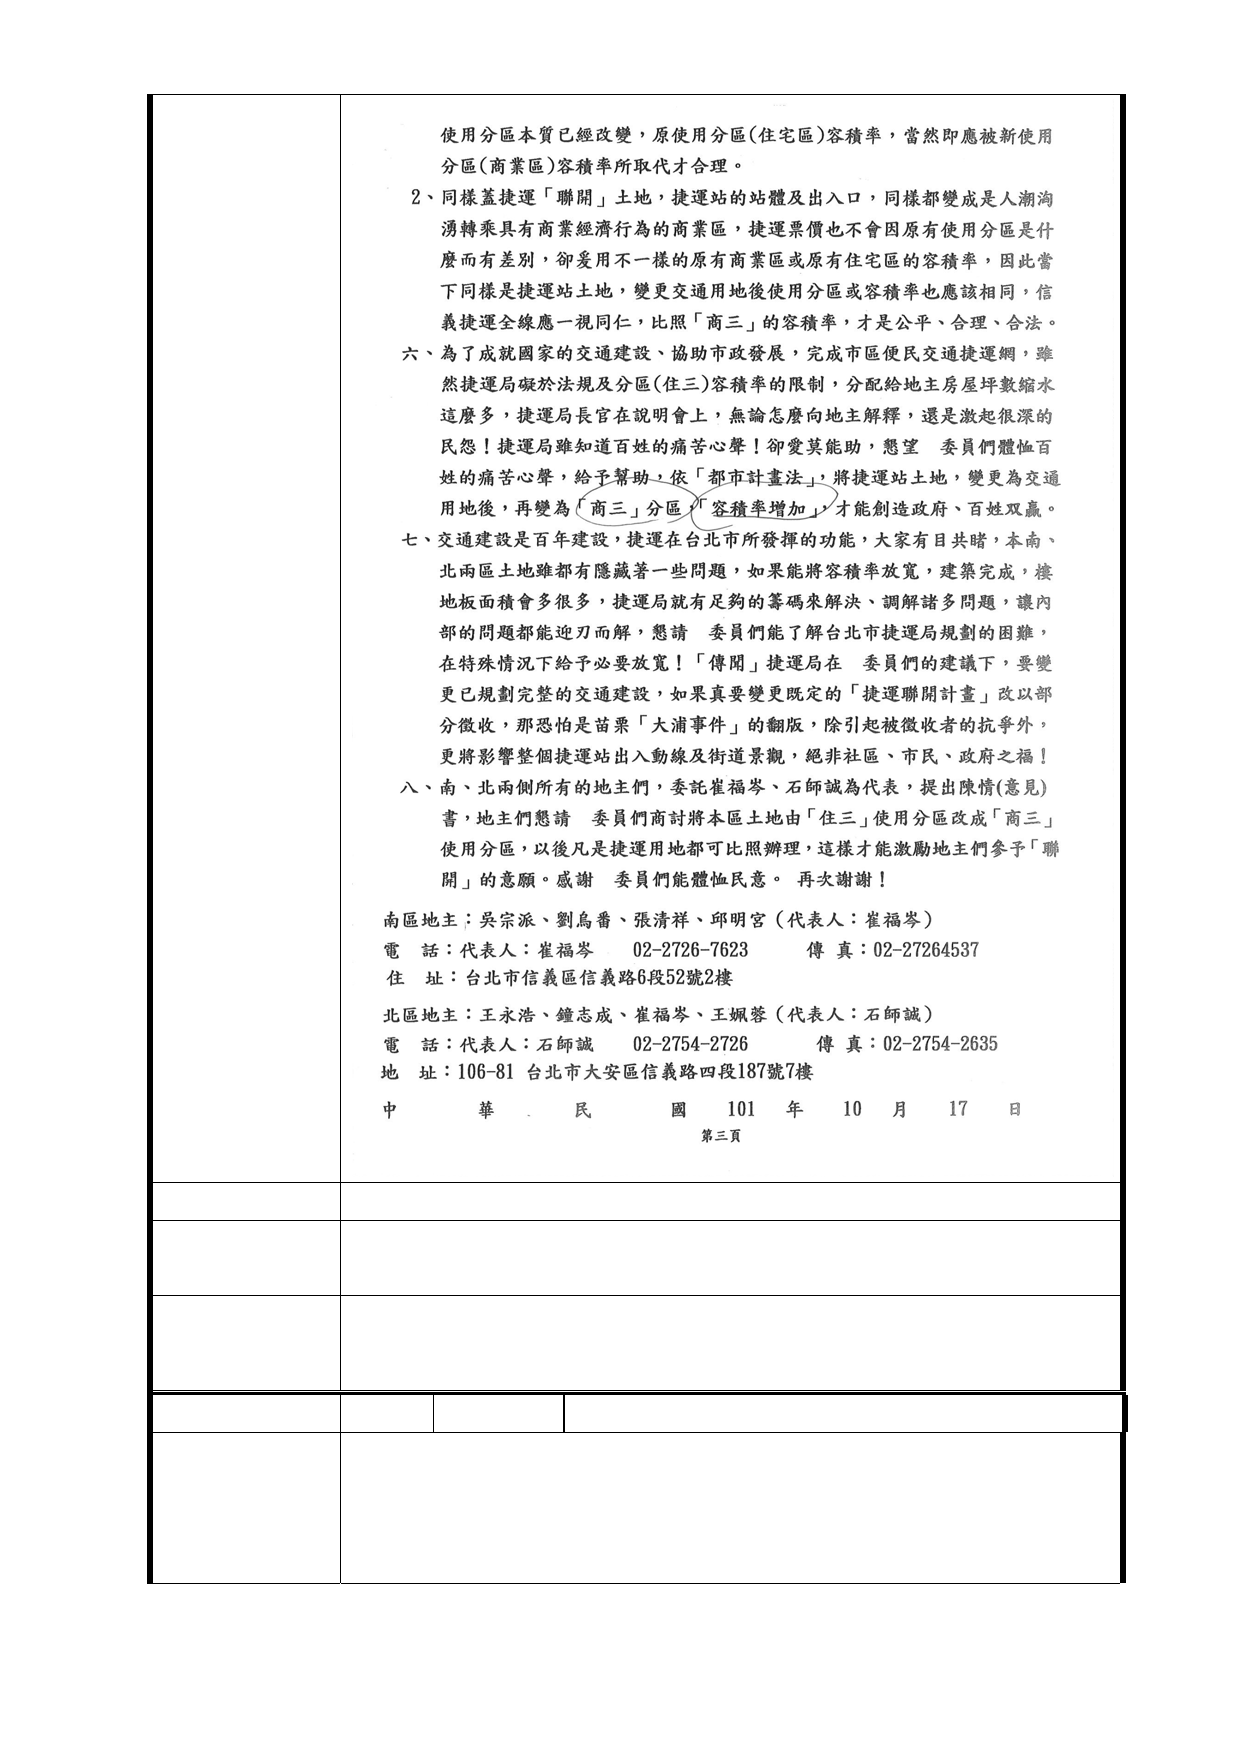 使用分區本質已經改變，原使用分區(住宅區)容積率，當然即應被新使用
分區(商業區)容積率所取代才合理。
2、同樣蓋捷運「聯開」土地，捷運站的站體及出入口，同樣都變成是人潮洶
湧轉乘具有商業經濟行為的商業區，捷運票價也不會因原有使用分區是什
麼而有差別，卻爰用不一樣的原有商業區或原有住宅區的容積率，因此當
下同樣是捷運站土地，變更交通用地後使用分區或容積率也應該相同，信
義捷運全線應一視同仁，比照「商三」的容積率，才是公平、合理、合法。
六、為了成就國家的交通建設、協助市政發展，完成市區便民交通捷運網，雖
然捷運局礙於法規及分區(住三)容積率的限制，分配給地主房屋坪數縮水
這麼多，捷運局長官在說明會上，無論怎麼向地主解釋，還是激起很深的
民怨！捷運局雖知道百姓的痛苦心聲！卻愛莫能助，懇望　委員們體恤百
姓的痛苦心聲，給予幫助，依「都市計畫法」，將捷運站土地，變更為交通
用地後，再變為「商三」分區，「容積率增加」，才能創造政府、百姓双贏。
七、交通建設是百年建設，捷運在台北市所發揮的功能，大家有目共睹，本南、
北兩區土地雖都有隱藏著一些問題，如果能將容積率放寬，建築完成，樓
地板面積會多很多，捷運局就有足夠的籌碼來解決、調解諸多問題，讓內
部的問題都能迎刃而解，懇請　委員們能了解台北市捷運局規劃的困難，
在特殊情況下給予必要放寬！「傳聞」捷運局在　委員們的建議下，要變
更已規劃完整的交通建設，如果真要變更既定的「捷運聯開計畫」改以部
分徵收，那恐怕是苗栗「大浦事件」的翻版，除引起被徵收者的抗爭外，
更將影響整個捷運站出入動線及街道景觀，絕非社區、市民、政府之福！
八、南、北兩側所有的地主們，委託崔福岑、石師誠為代表，提出陳情(意見)
書，地主們懇請　委員們商討將本區土地由「住三」使用分區改成「商三」
使用分區，以後凡是捷運用地都可比照辦理，這樣才能激勵地主們參予「聯
開」的意願。感謝　委員們能體恤民意。 再次謝謝！
南區地主：吳宗派、劉烏番、張清祥、邱明宮（代表人：崔福岑）
電　話：代表人：崔福岑　02-2726-7623　傳 真：02-27264537
住　址：台北市信義區信義路6段52號2樓
北區地主：王永浩、鐘志成、崔福岑、王姵蓉（代表人：石師誠）
電　話：代表人：石師誠　02-2754-2726　傳 真：02-2754-2635
地　址：106-81 台北市大安區信義路四段187號7樓
中　華　民　國　101　年　10　月　17　日
第三頁